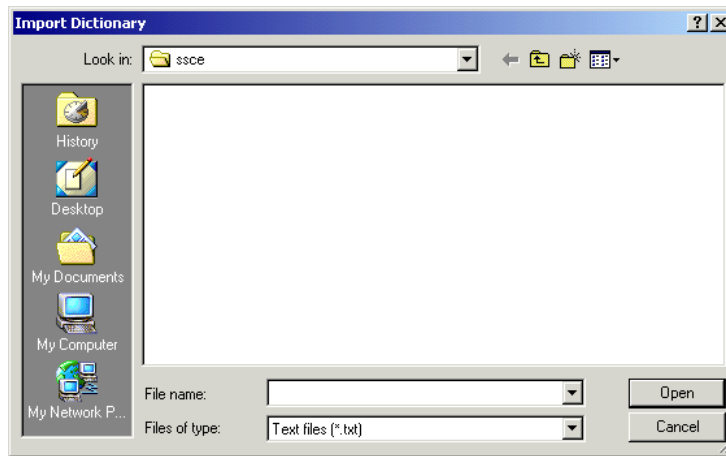 Import Dictionary
Look in: ssce
History
Desktop
My Documents
My Computer
My Network P...
File name: Open
Files of type: Text files (*.txt) Cancel